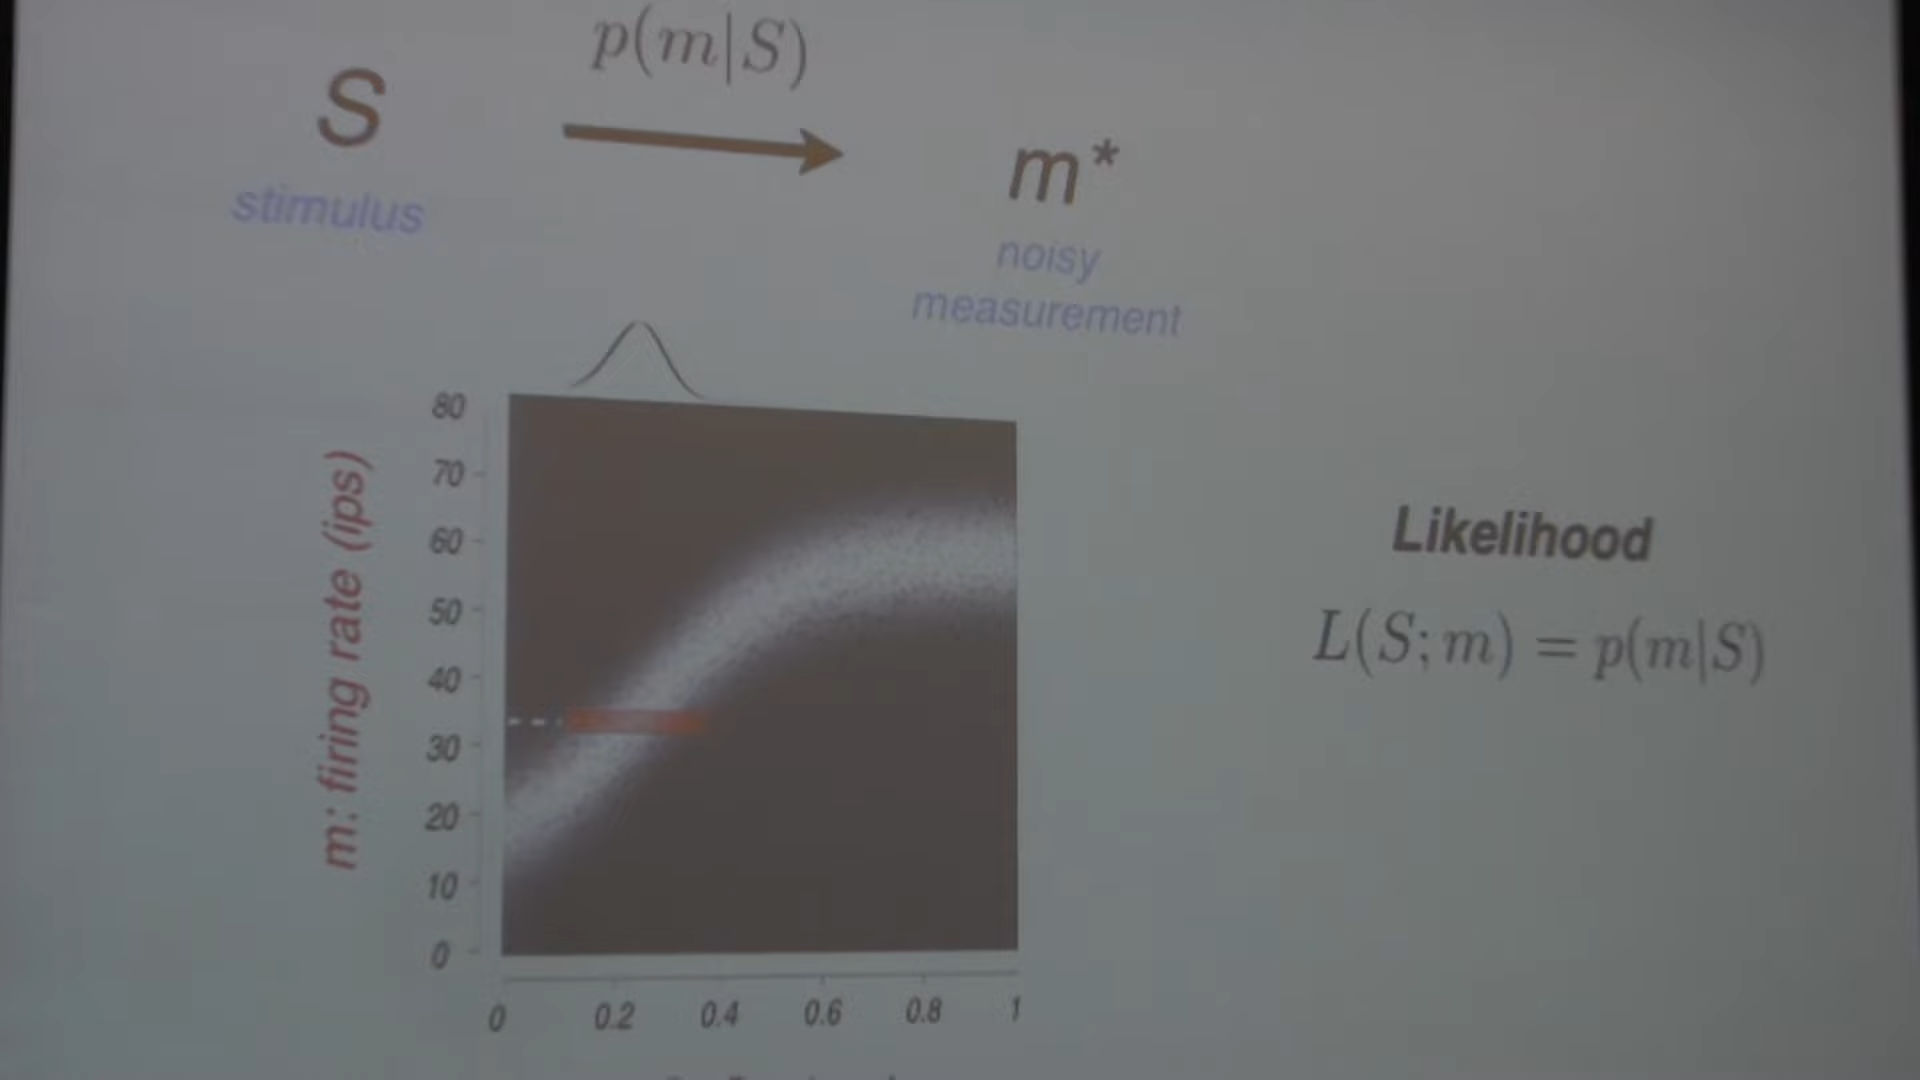 p(m|S)
S
m*
stimulus
noisy
measurement
80
70
60
50
40
30
20
10
0
m: firing rate (ips)
0 0.2 0.4 0.6 0.8 1
Likelihood
L(S; m) = p(m|S)